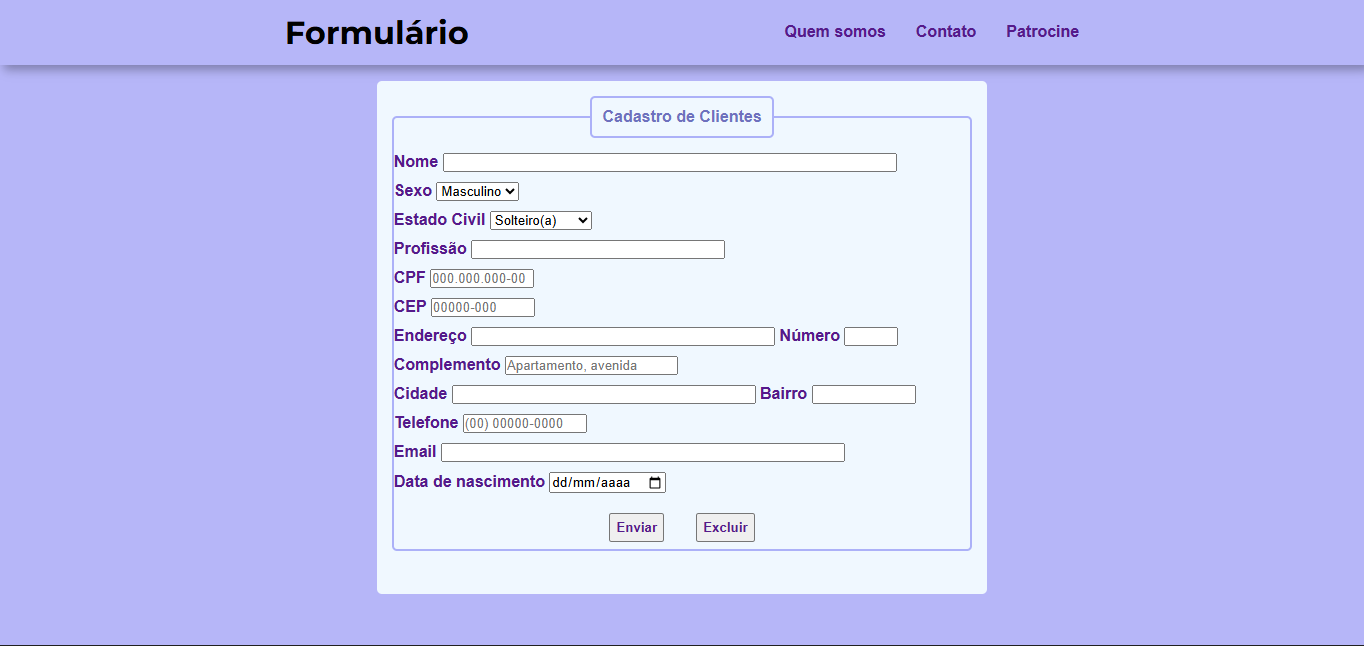 Formulário
Quem somos Contato Patrocine
Cadastro de Clientes
Nome
Sexo Masculino
Estado Civil Solteiro(a)
Profissão
CPF 000.000.000-00
CEP 00000-000
Endereço Número
Complemento Apartamento, avenida
Cidade Bairro
Telefone (00) 00000-0000
Email
Data de nascimento dd/mm/aaaa
Enviar Excluir